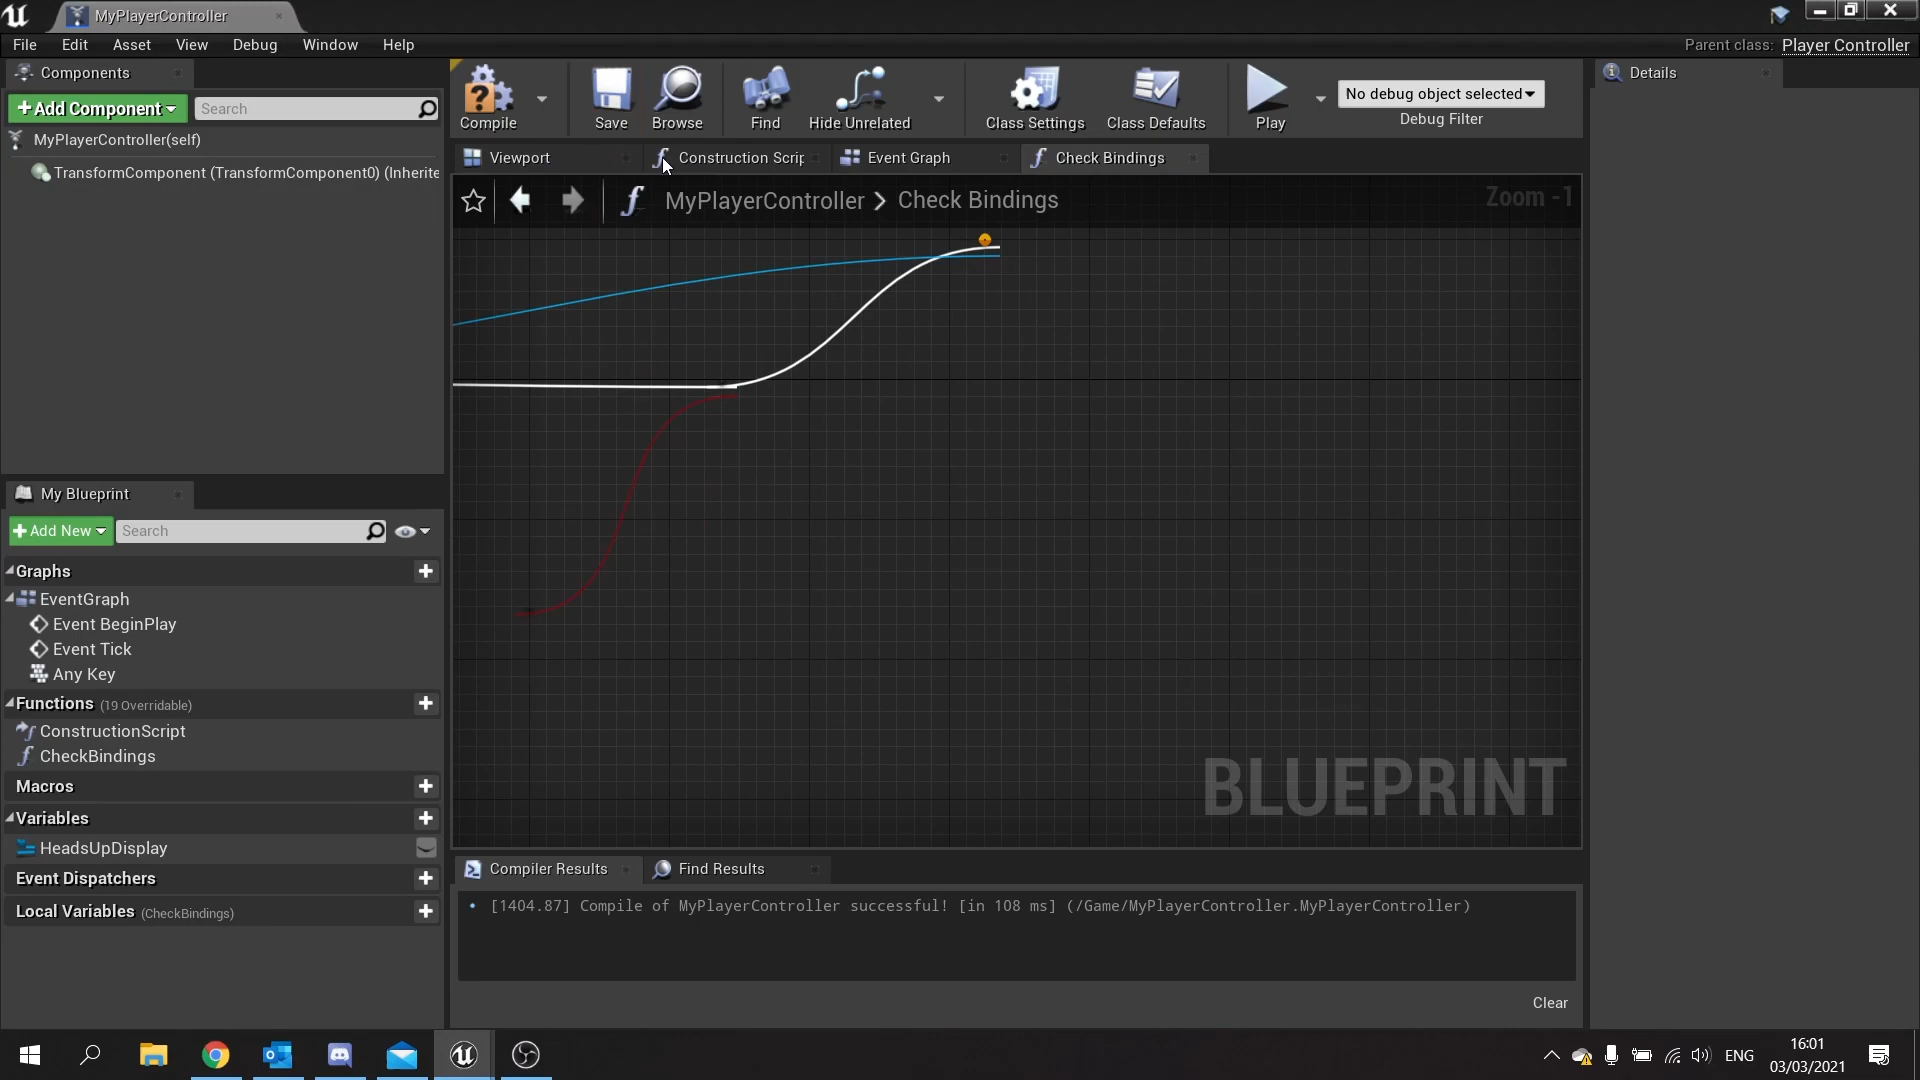 MyPlayerController
File Edit Asset View Debug Window Help
Parent class: Player Controller
Components
+Add Component
Search
MyPlayerController(self)
TransformComponent (TransformComponent0) (Inherite
Compile
Save
Browse
Find
Hide Unrelated
Class Settings
Class Defaults
Play
No debug object selected
Debug Filter
Details
Viewport
Construction Scrip
Event Graph
Check Bindings
MyPlayerController > Check Bindings
Zoom -1
BLUEPRINT
My Blueprint
+Add New
Search
Graphs
EventGraph
Event BeginPlay
Event Tick
Any Key
Functions (19 Overridable)
ConstructionScript
CheckBindings
Macros
Variables
HeadsUpDisplay
Event Dispatchers
Local Variables (CheckBindings)
Compiler Results
Find Results
• [1404.87] Compile of MyPlayerController successful! [in 108 ms] (/Game/MyPlayerController.MyPlayerController)
Clear
ENG
16:01
03/03/2021